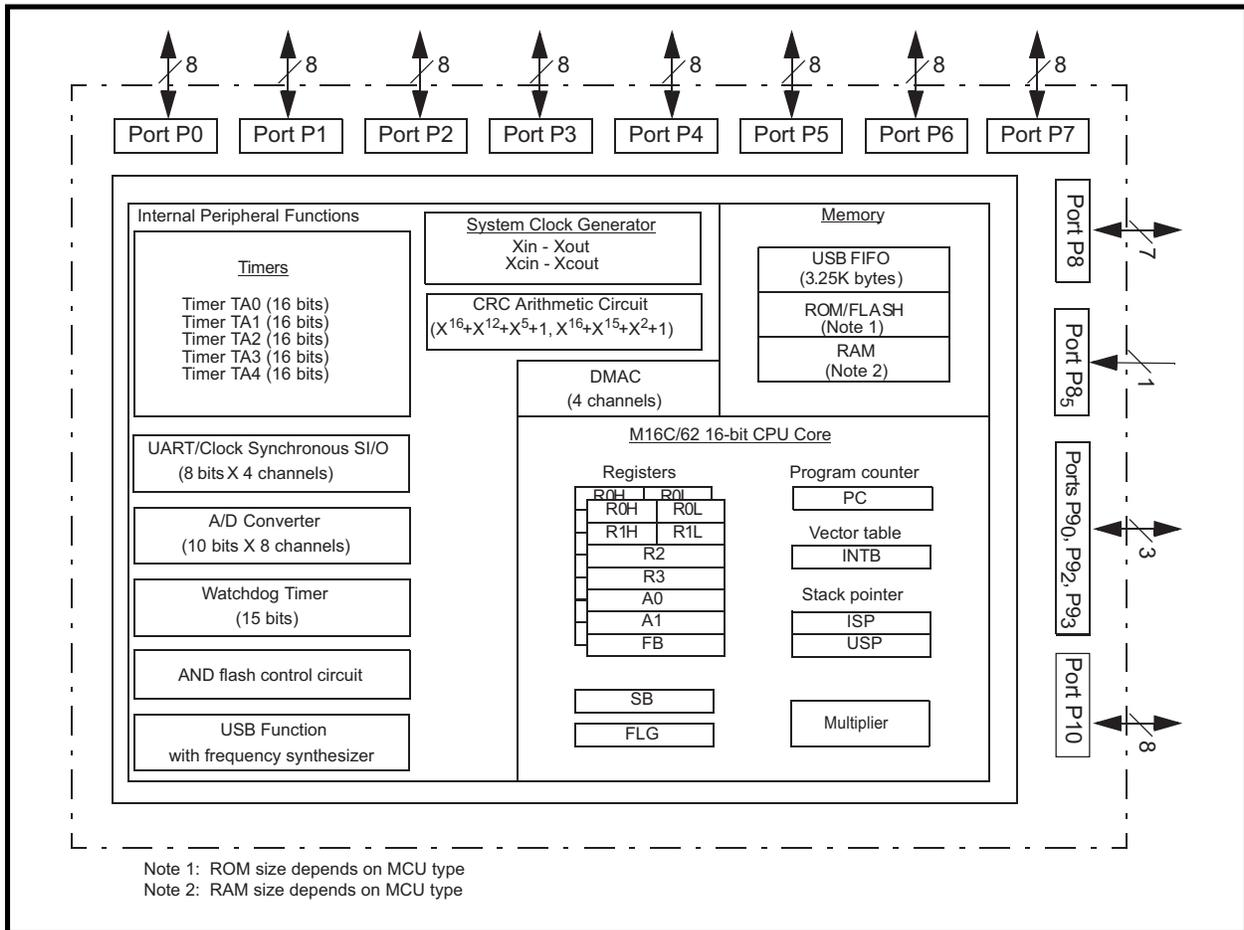 8 8 8 8 8 8 8 8
Port P0 Port P1 Port P2 Port P3 Port P4 Port P5 Port P6 Port P7
Internal Peripheral Functions
Timers
Timer TA0 (16 bits)
Timer TA1 (16 bits)
Timer TA2 (16 bits)
Timer TA3 (16 bits)
Timer TA4 (16 bits)
UART/Clock Synchronous SI/O
(8 bits X 4 channels)
A/D Converter
(10 bits X 8 channels)
Watchdog Timer
(15 bits)
AND flash control circuit
USB Function
with frequency synthesizer
System Clock Generator
Xin - Xout
Xcin - Xcout
CRC Arithmetic Circuit
(X16+X12+X5+1, X16+X15+X2+1)
DMAC
(4 channels)
Memory
USB FIFO
(3.25K bytes)
ROM/FLASH
(Note 1)
RAM
(Note 2)
M16C/62 16-bit CPU Core
Registers
R0H R0L
R0H R0L
R1H R1L
R2
R3
A0
A1
FB
SB
FLG
Program counter
PC
Vector table
INTB
Stack pointer
ISP
USP
Multiplier
Port P8
7
Port P85
1
Ports P90, P92, P93
3
Port P10
8
Note 1: ROM size depends on MCU type
Note 2: RAM size depends on MCU type